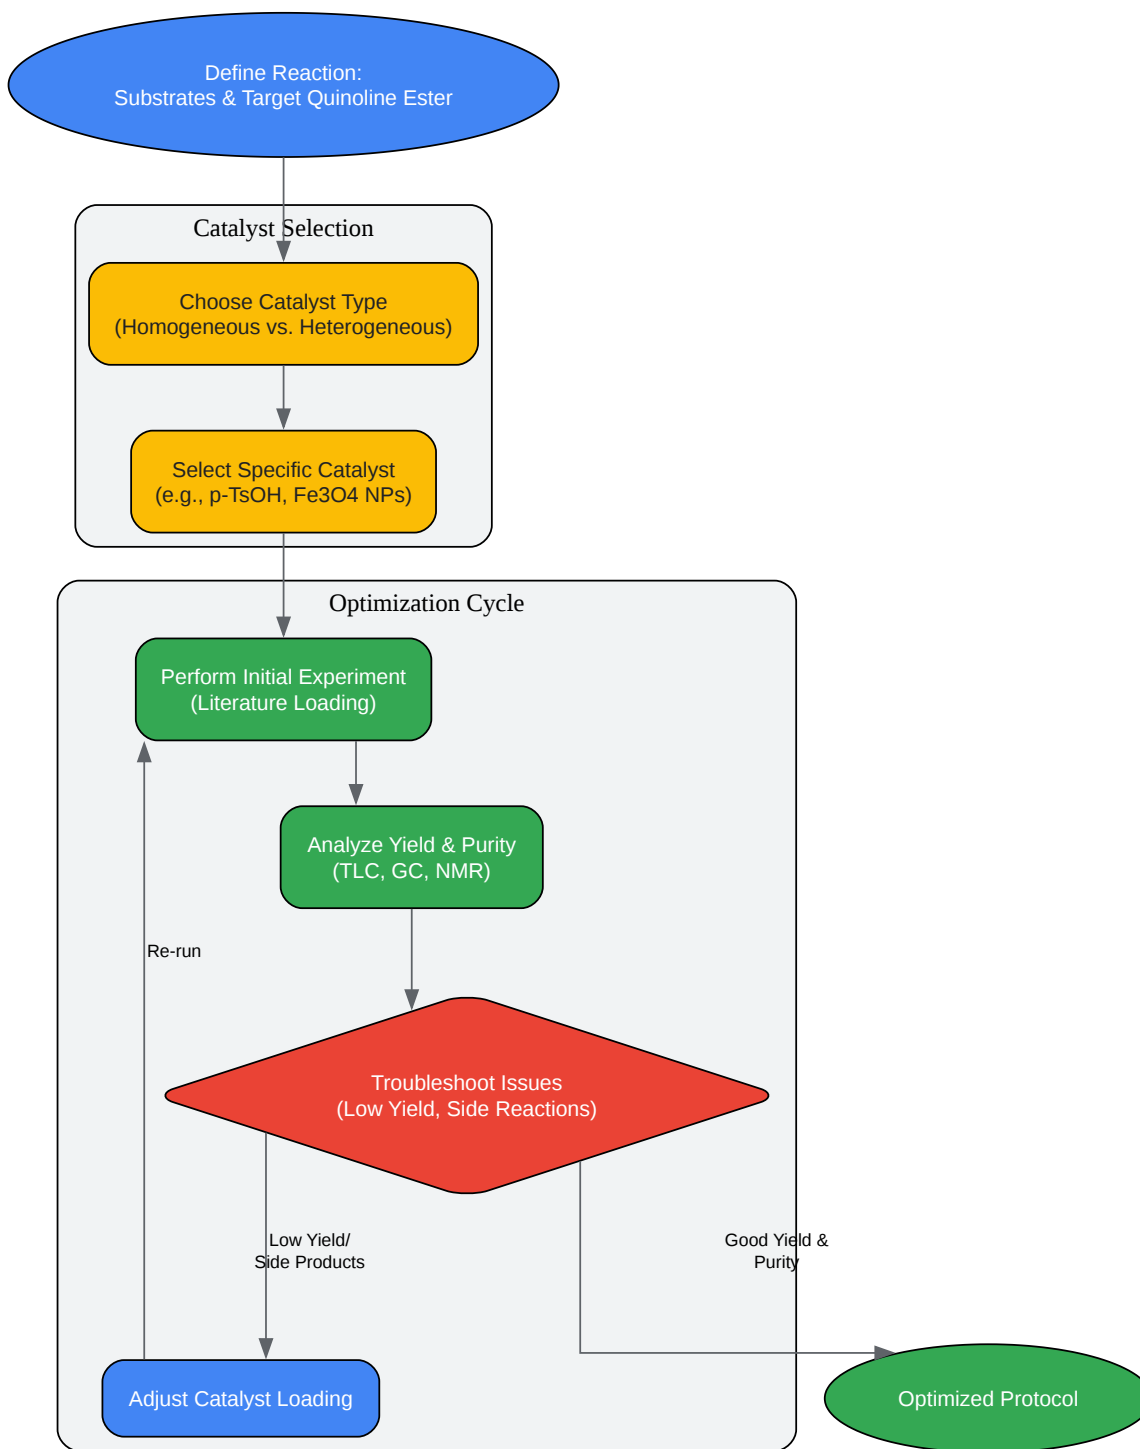 Define Reaction:
Substrates & Target Quinoline Ester
Catalyst Selection
Choose Catalyst Type
(Homogeneous vs. Heterogeneous)
Select Specific Catalyst
(e.g., p-TsOH, Fe3O4 NPs)
Optimization Cycle
Perform Initial Experiment
(Literature Loading)
Analyze Yield & Purity
(TLC, GC, NMR)
Re-run
Troubleshoot Issues
(Low Yield, Side Reactions)
Low Yield/
Side Products
Good Yield &
Purity
Adjust Catalyst Loading
Optimized Protocol